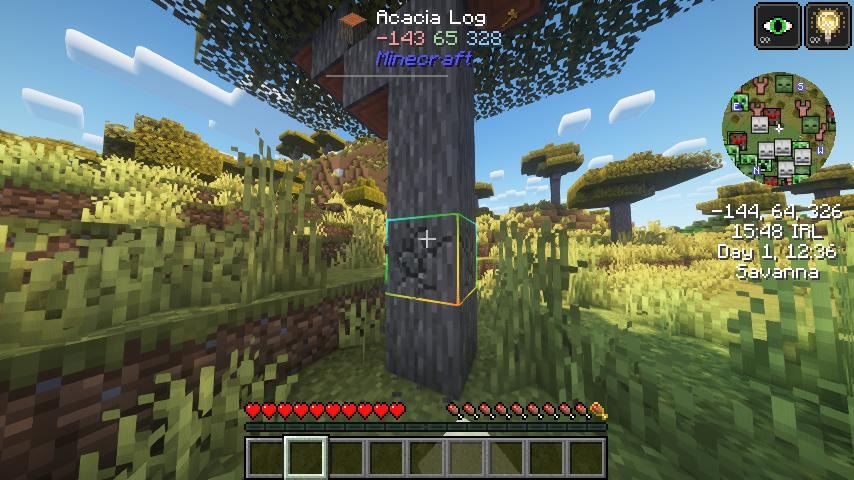 Acacia Log
-143 65 328
Minecraft
S
E
W
N
-144, 64, 326
15:48 IRL
Day 1, 12:36
Savanna